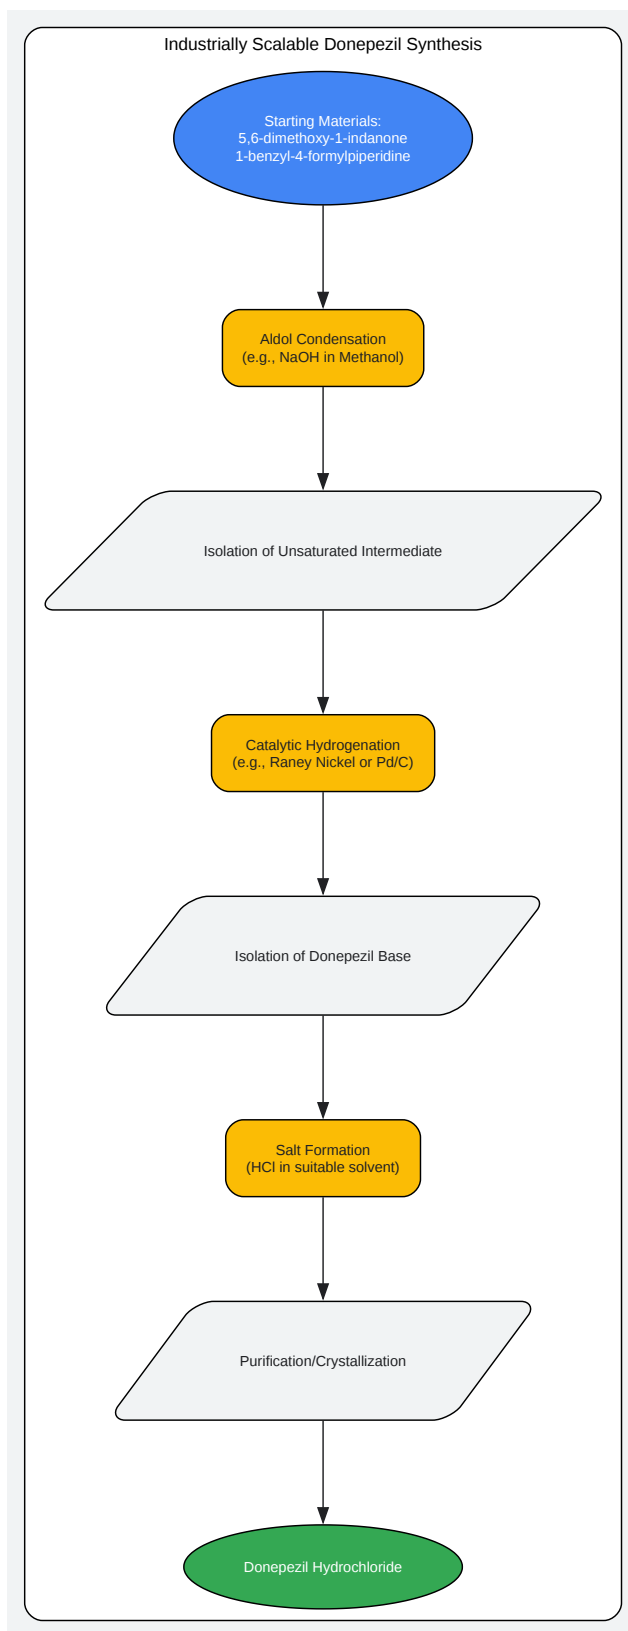 Industrially Scalable Donepezil Synthesis
Starting Materials:
5,6-dimethoxy-1-indanone
1-benzyl-4-formylpiperidine
Aldol Condensation
(e.g., NaOH in Methanol)
Isolation of Unsaturated Intermediate
Catalytic Hydrogenation
(e.g., Raney Nickel or Pd/C)
Isolation of Donepezil Base
Salt Formation
(HCl in suitable solvent)
Purification/Crystallization
Donepezil Hydrochloride